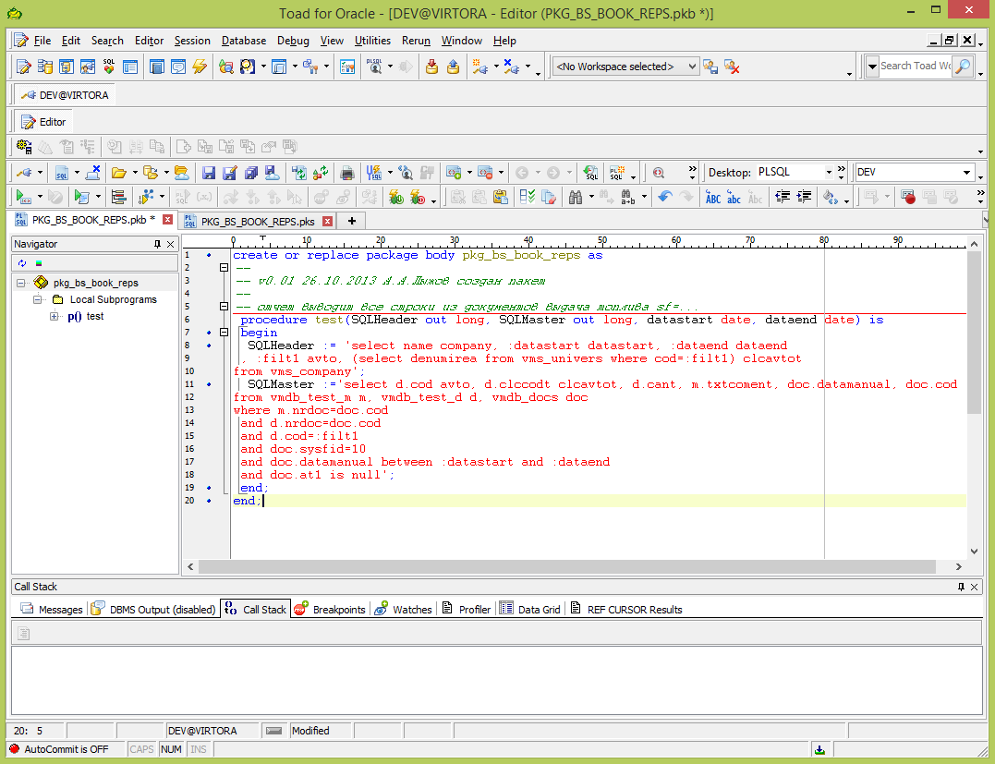 Toad for Oracle - [DEV@VIRTORA - Editor (PKG_BS_BOOK_REPS.pkb *)]
File Edit Search Editor Session Database Debug View Utilities Rerun Window Help
SQL PL/SQL <No Workspace selected> Search Toad Wo
DEV@VIRTORA
Editor
Desktop: PLSQL DEV
ABC abc Abc
PKG_BS_BOOK_REPS.pkb * PKG_BS_BOOK_REPS.pks +
Navigator
0 10 20 30 40 50 60 70 80 90
pkg_bs_book_reps
Local Subprograms
p() test
1 create or replace package body pkg_bs_book_reps as
2 --
3 -- v0.01 26.10.2013 А.А.Лыжов создан пакет
4 --
5 -- отчет выводит все строки из документов выдача топлива sf=...
6 procedure test(SQLHeader out long, SQLMaster out long, datastart date, dataend date) is
7 begin
8 SQLHeader := 'select name company, :datastart datastart, :dataend dataend
9 , :filt1 avto, (select denumirea from vms_univers where cod=:filt1) clcavtot
10 from vms_company';
11 SQLMaster :='select d.cod avto, d.clccodt clcavtot, d.cant, m.txtcoment, doc.datamanual, doc.cod
12 from vmdb_test_m m, vmdb_test_d d, vmdb_docs doc
13 where m.nrdoc=doc.cod
14 and d.nrdoc=doc.cod
15 and d.cod=:filt1
16 and doc.sysfid=10
17 and doc.datamanual between :datastart and :dataend
18 and doc.at1 is null';
19 end;
20 end;
Call Stack
Messages DBMS Output (disabled) Call Stack Breakpoints Watches Profiler Data Grid REF CURSOR Results
20: 5 DEV@VIRTORA Modified
AutoCommit is OFF CAPS NUM INS